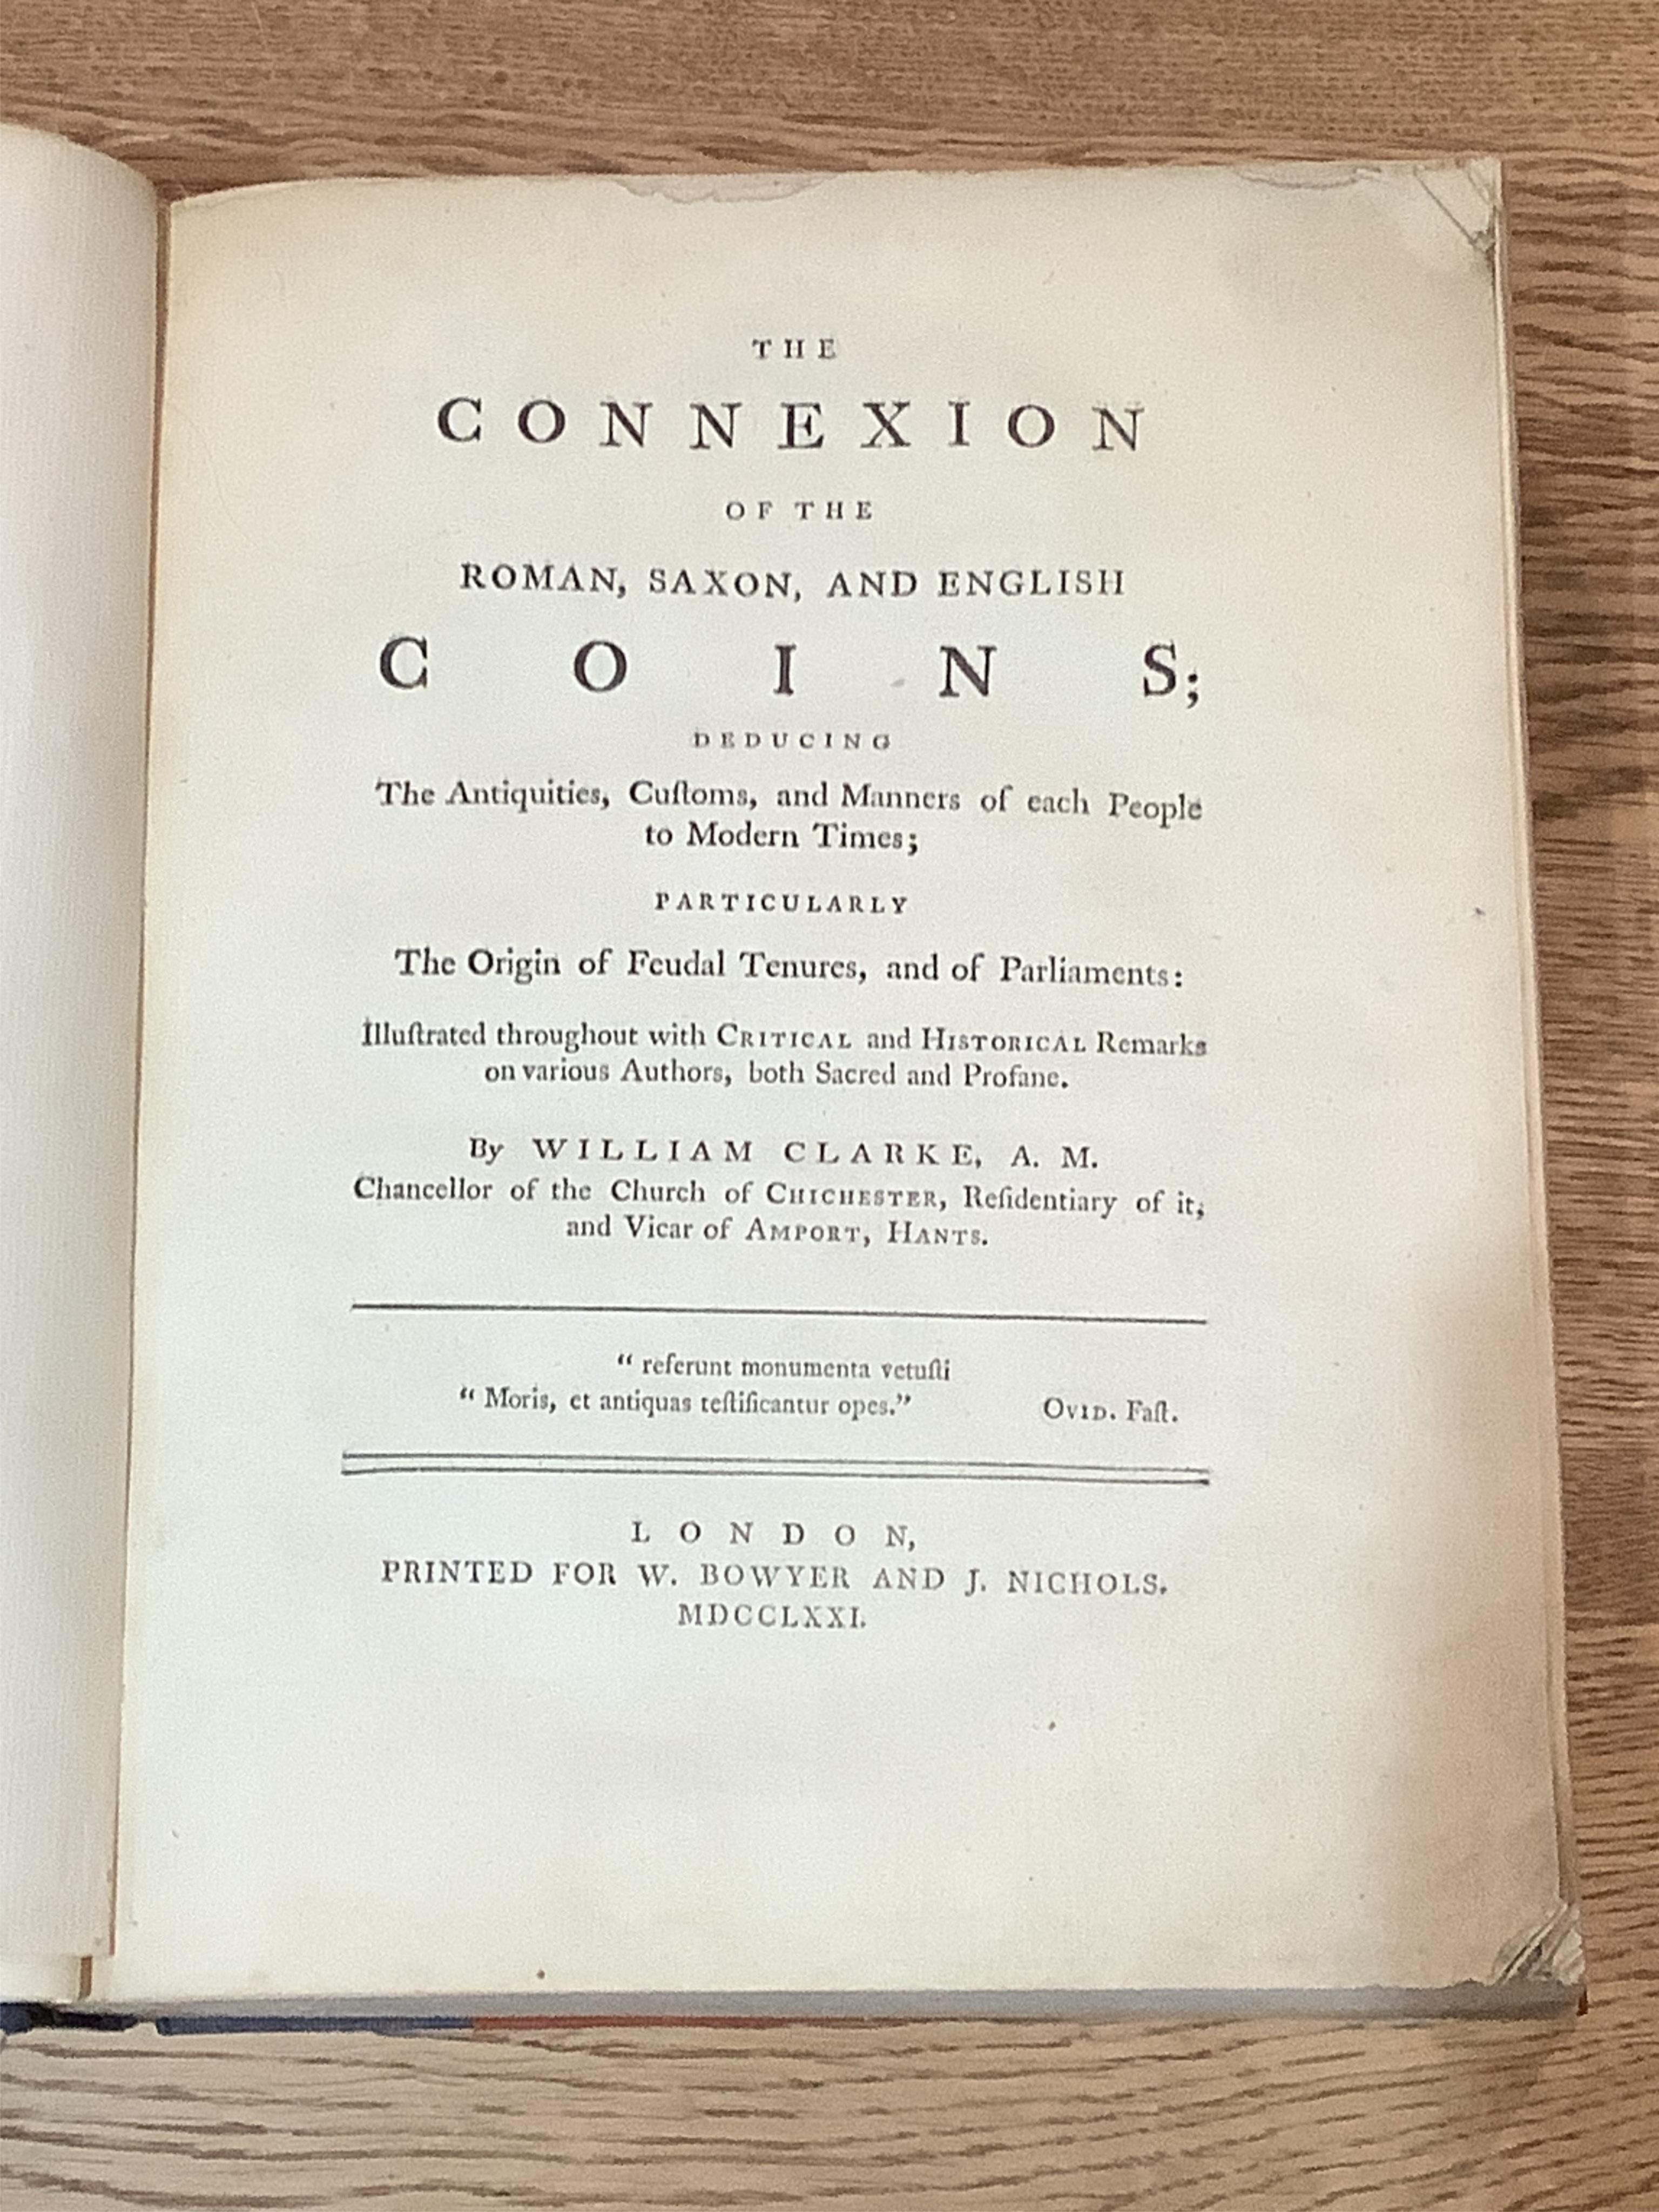 THE
CONNEXION
OF THE
ROMAN, SAXON, AND ENGLISH
COINS;
DEDUCING
The Antiquities, Cuſtoms, and Manners of each People
to Modern Times;
PARTICULARLY
The Origin of Feudal Tenures, and of Parliaments:
Illuſtrated throughout with CRITICAL and HISTORICAL Remarks
on various Authors, both Sacred and Profane.
By WILLIAM CLARKE, A. M.
Chancellor of the Church of CHICHESTER, Reſidentiary of it,
and Vicar of AMPORT, HANTS.
“ referunt monumenta vetuſti
“ Moris, et antiquas teſtificantur opes.” OVID. Faſt.
LONDON,
PRINTED FOR W. BOWYER AND J. NICHOLS.
MDCCLXXI.